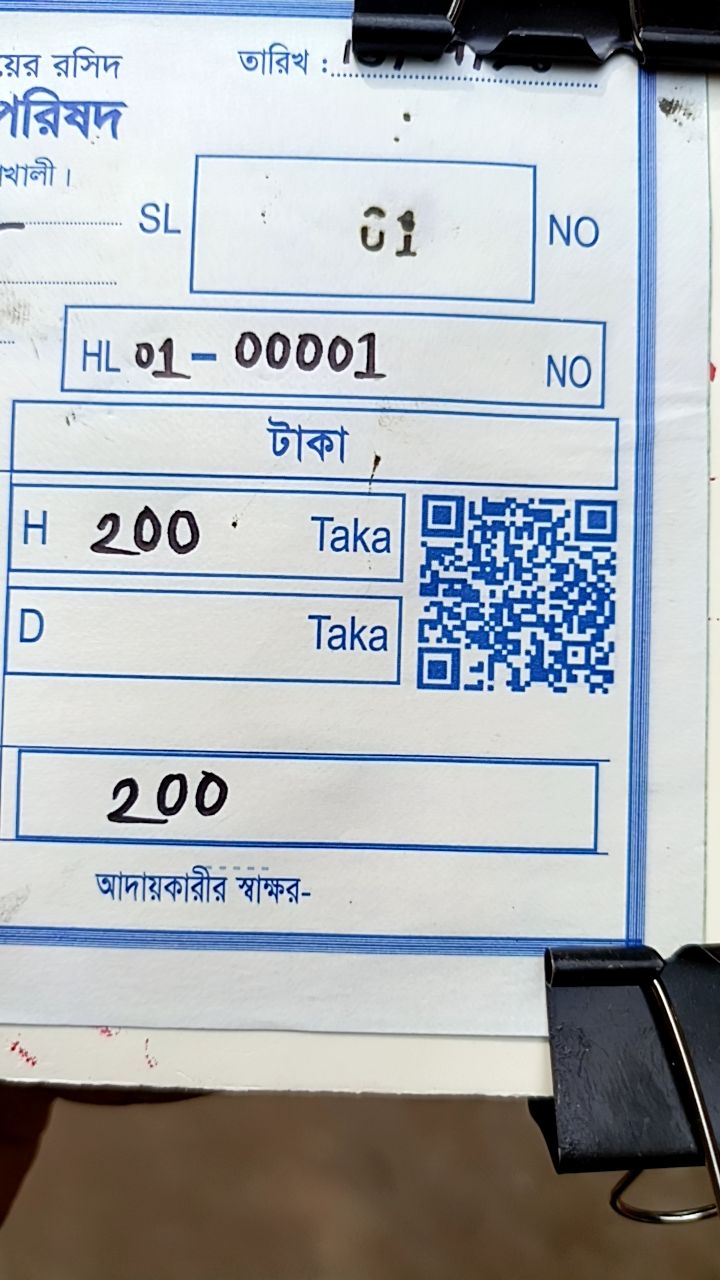 রসিদ তারিখ :
পরিষদ
SL 01 NO
HL 01-00001 NO
টাকা
H 200 Taka
D Taka
200
আদায়কারীর স্বাক্ষর-